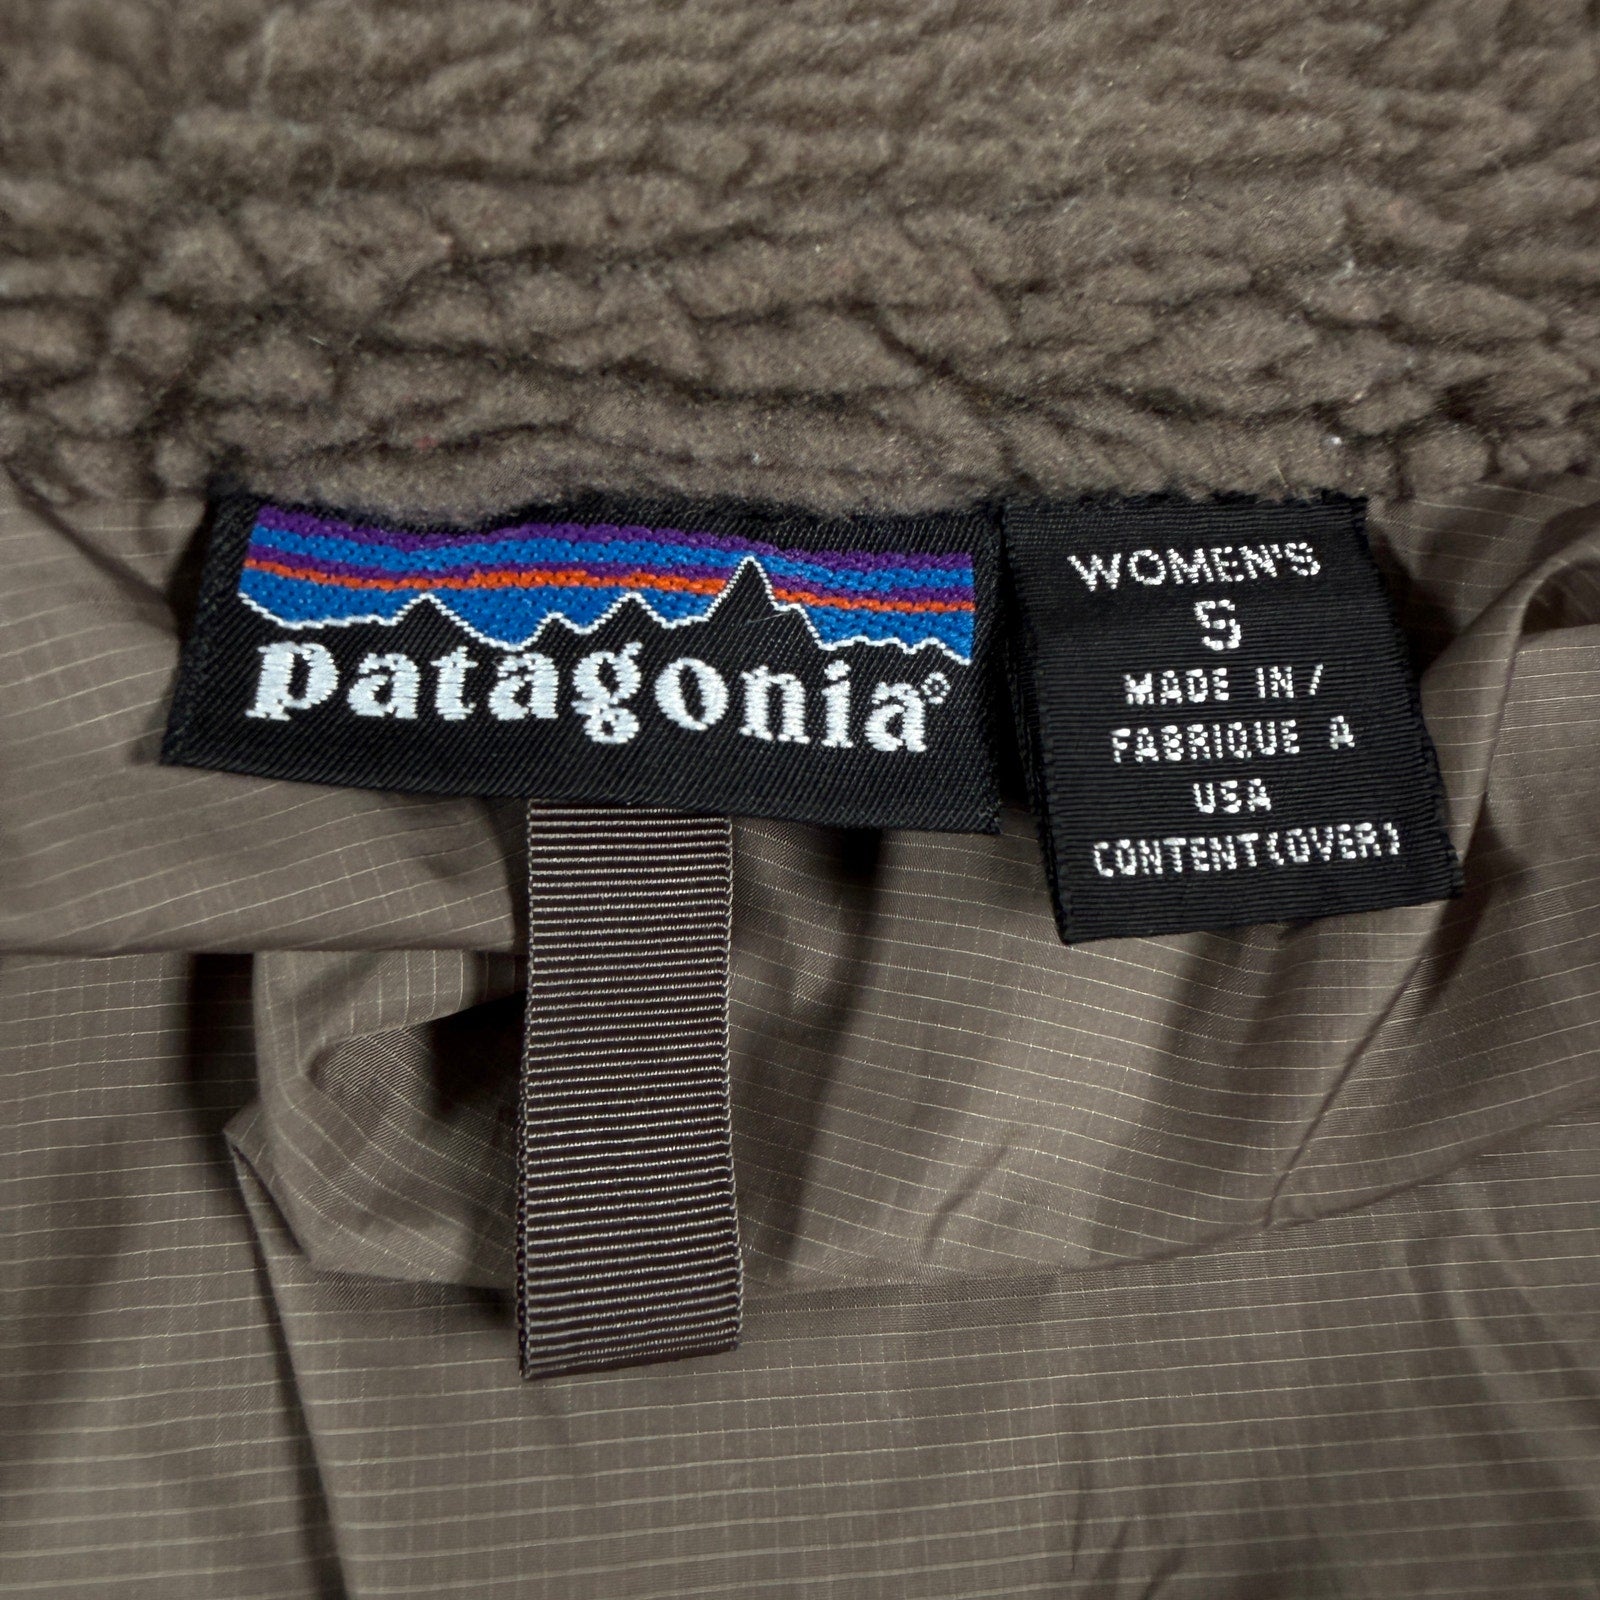 patagonia®
WOMEN'S
S
MADE IN /
FABRIQUE A
USA
CONTENT(OVER)